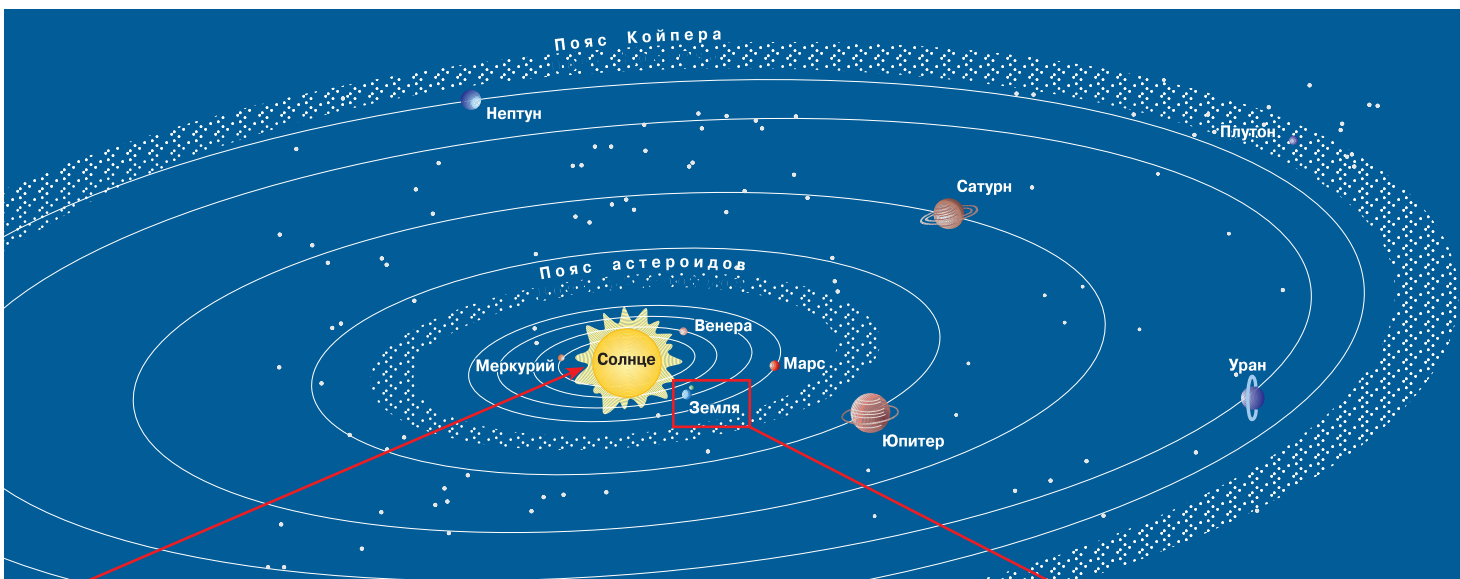 Пояс Койпера
Нептун
Плутон
Сатурн
Пояс астероидов
Венера
Солнце
Меркурий
Марс
Уран
Земля
Юпитер